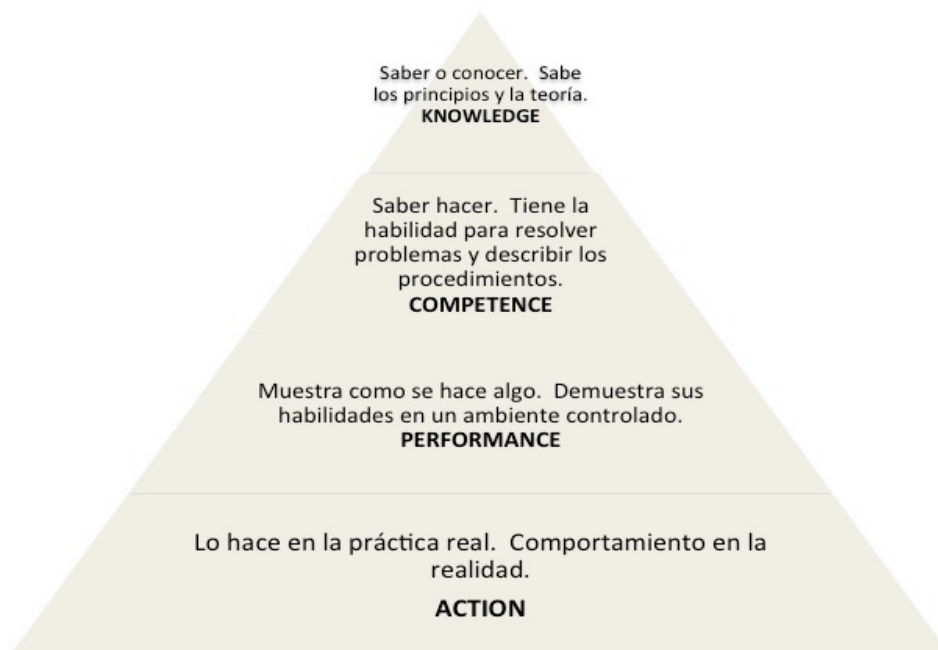 Saber o conocer.  Sabe
los principios y la teoría.
KNOWLEDGE
Saber hacer.  Tiene la
habilidad para resolver
problemas y describir los
procedimientos.
COMPETENCE
Muestra como se hace algo.  Demuestra sus
habilidades en un ambiente controlado.
PERFORMANCE
Lo hace en la práctica real.  Comportamiento en la
realidad.
ACTION